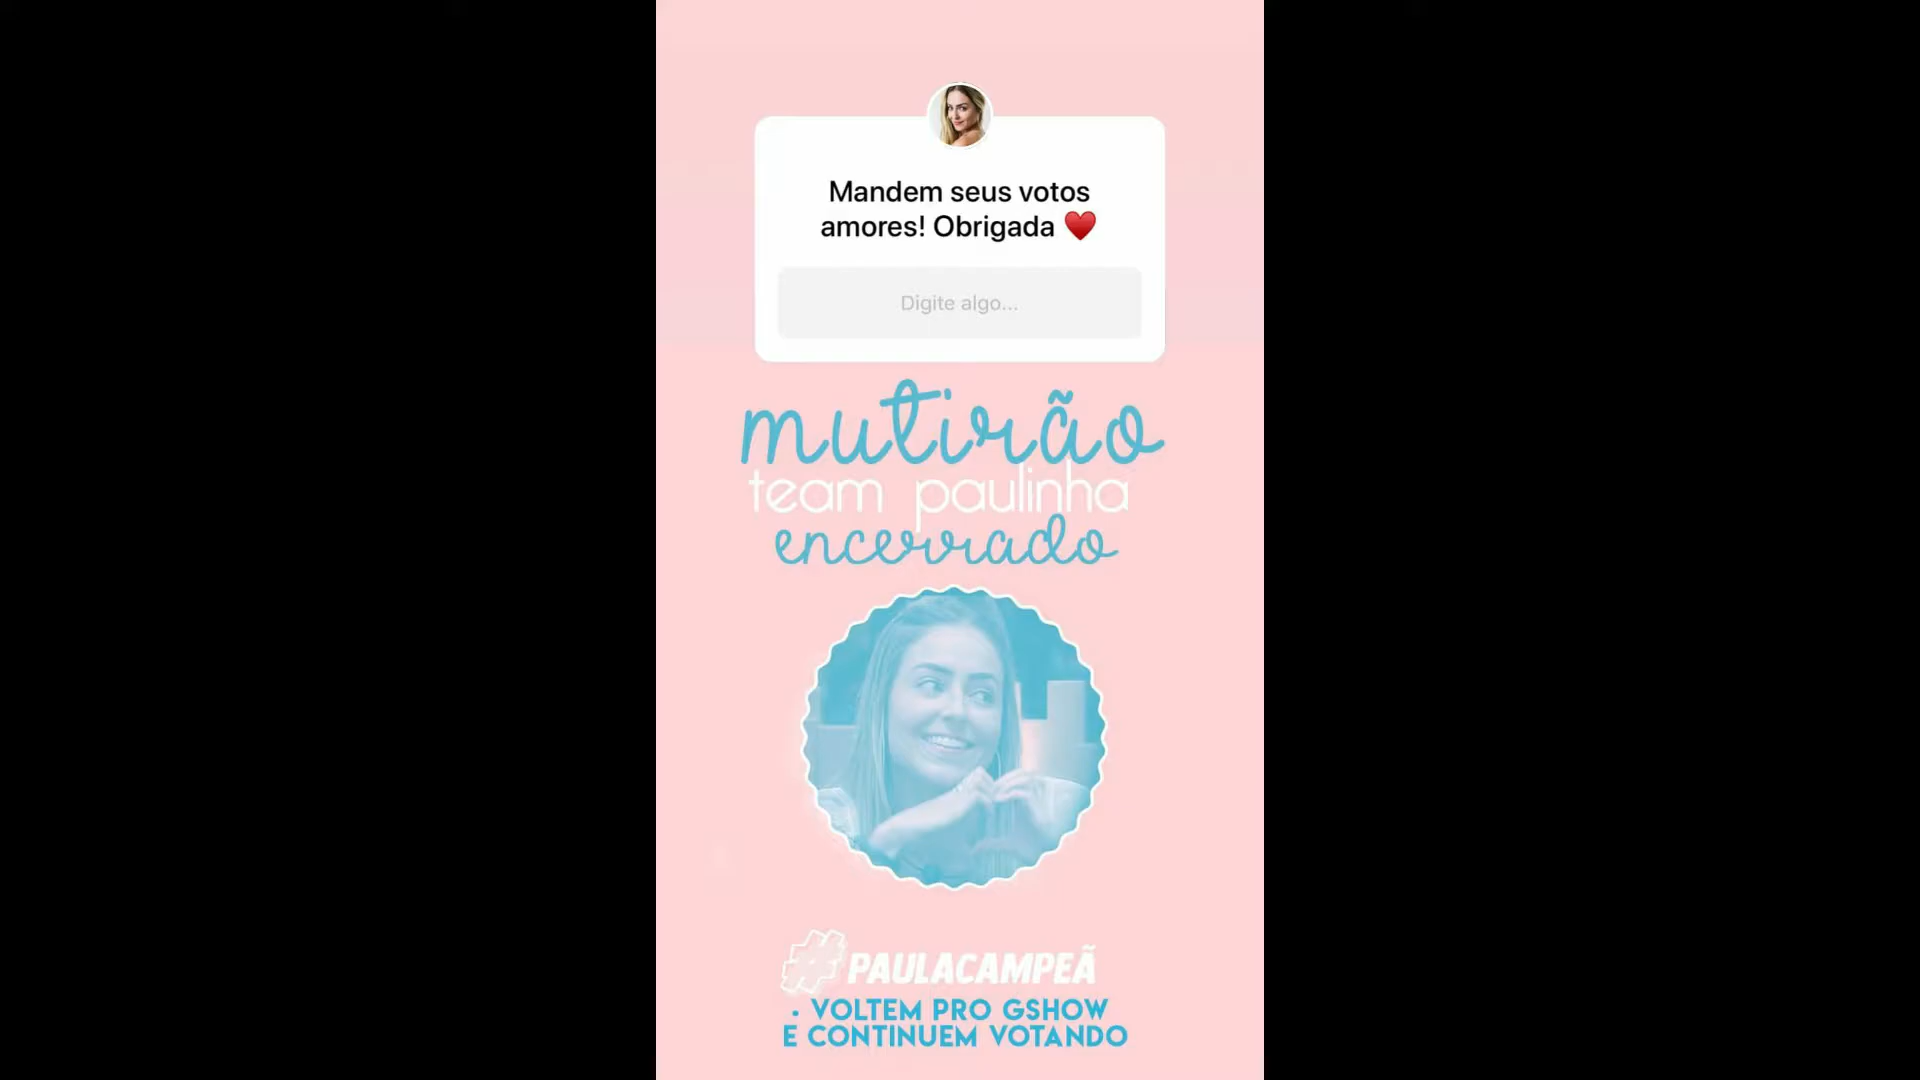 Mandem seus votos
amores! Obrigada ♥️
Digite algo...
mutirão
team paulinha
encerrado
#PAULACAMPEÃ
· VOLTEM PRO GSHOW
E CONTINUEM VOTANDO